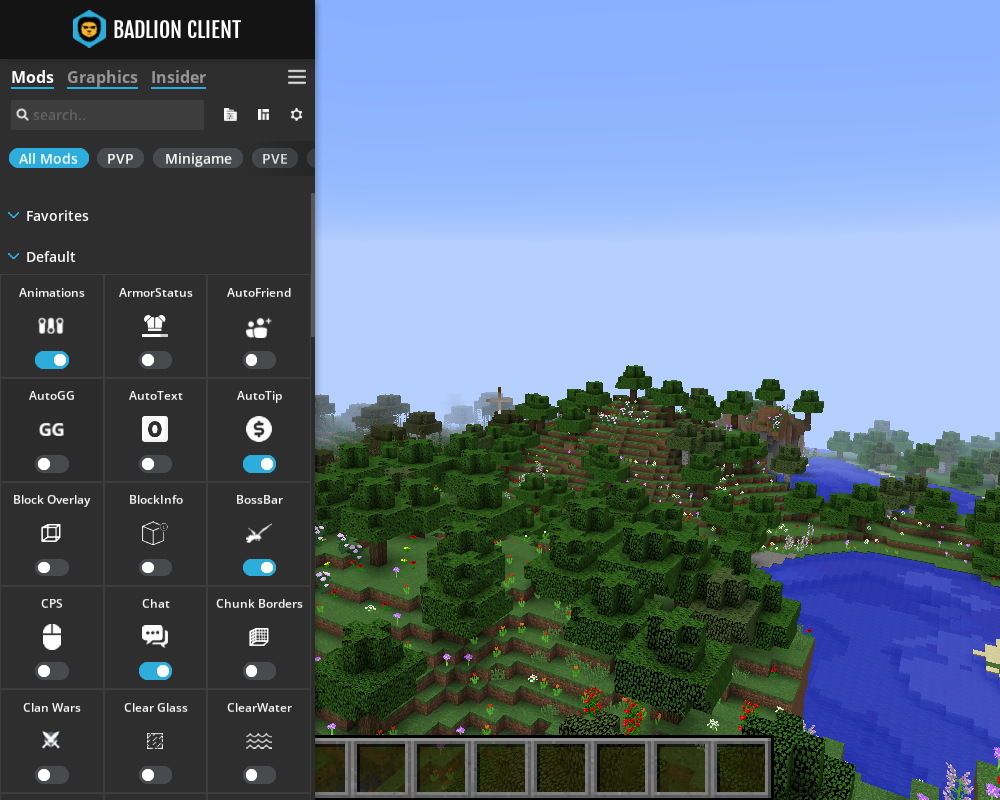 BADLION CLIENT
Mods Graphics Insider
search..
All Mods PVP Minigame PVE
Favorites
Default
Animations ArmorStatus AutoFriend
AutoGG AutoText AutoTip
GG
Block Overlay BlockInfo BossBar
CPS Chat Chunk Borders
Clan Wars Clear Glass ClearWater